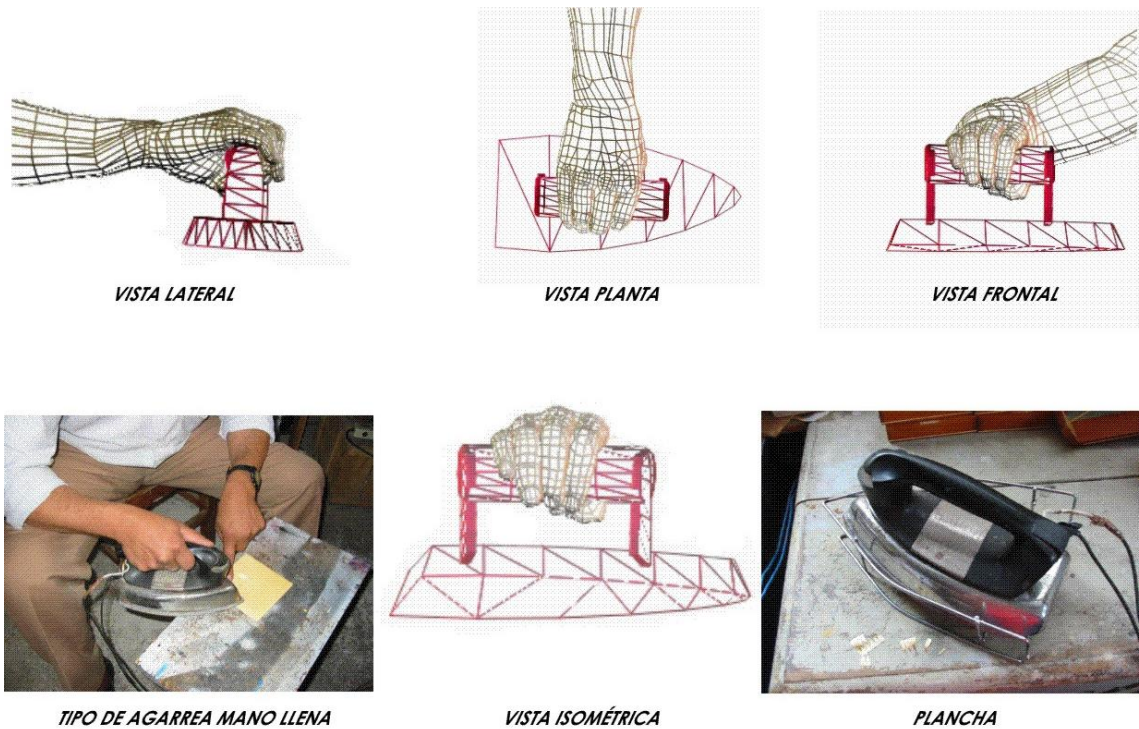 VISTA LATERAL
VISTA PLANTA
VISTA FRONTAL
TIPO DE AGARREA MANO LLENA
VISTA ISOMÉTRICA
PLANCHA